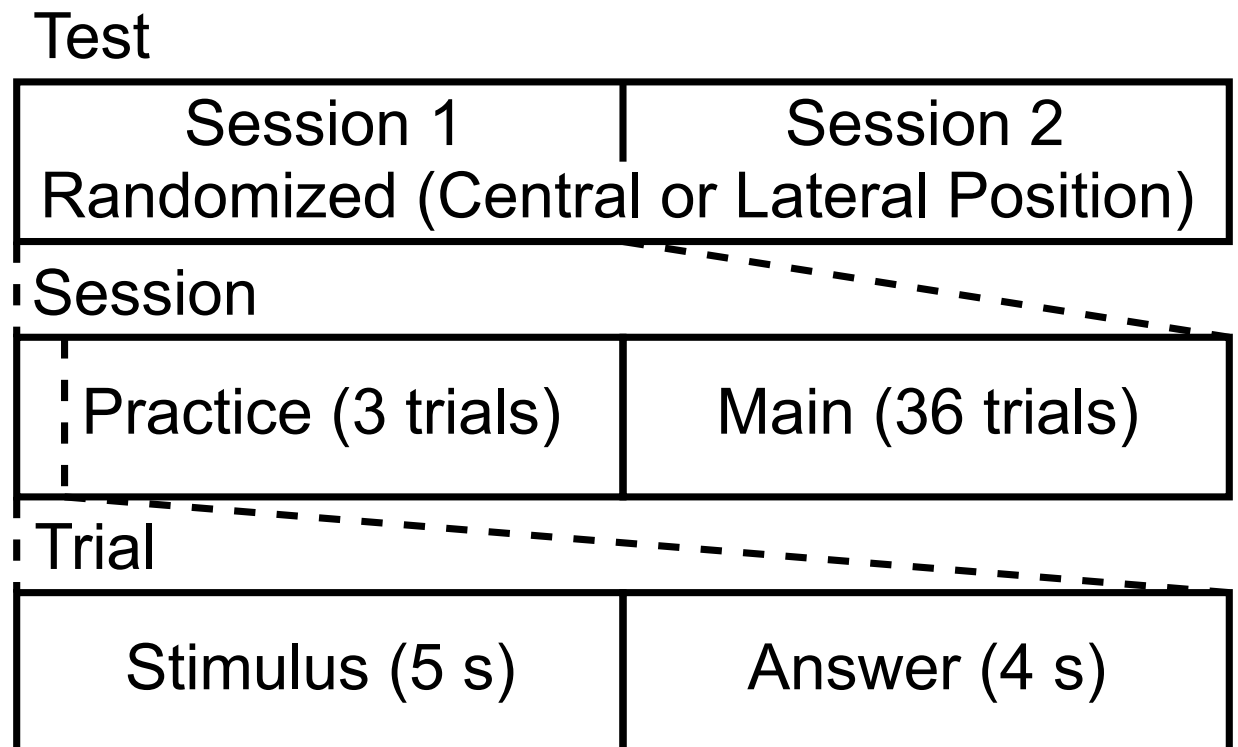 Test
Session 1 Session 2
Randomized (Central or Lateral Position)
Session
Practice (3 trials) Main (36 trials)
Trial
Stimulus (5 s) Answer (4 s)